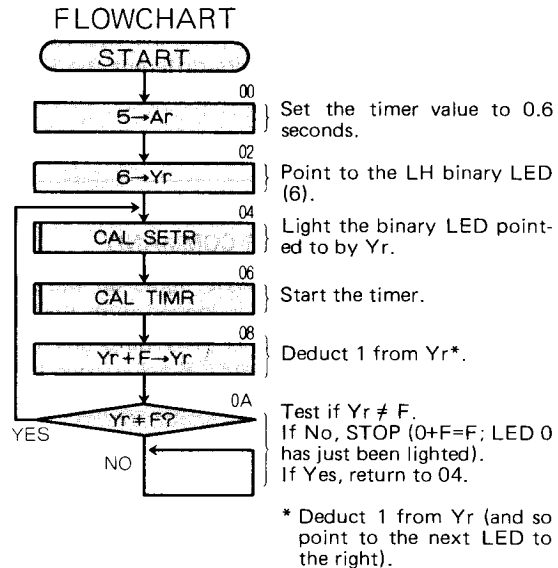 FLOWCHART
START
00
5→Ar
Set the timer value to 0.6
seconds.
02
6→Yr
Point to the LH binary LED
(6).
04
CAL SETR
Light the binary LED point-
ed to by Yr.
06
CAL TIMR
Start the timer.
08
Yr + F→Yr
Deduct 1 from Yr*.
0A
Yr ≠ F?
YES
NO
Test if Yr ≠ F.
If No, STOP (0+F=F; LED 0
has just been lighted).
If Yes, return to 04.
* Deduct 1 from Yr (and so
point to the next LED to
the right).